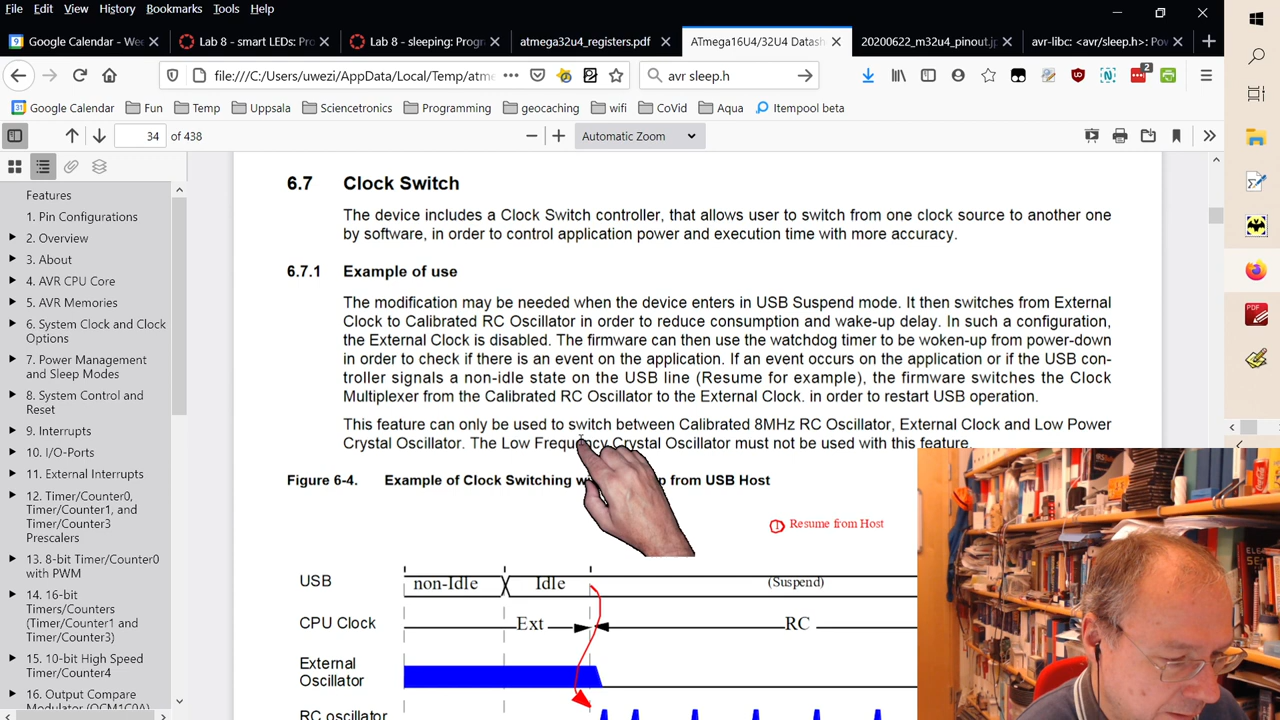 File Edit View History Bookmarks Tools Help
Google Calendar - Wee
Lab 8 - smart LEDs: Pro
Lab 8 - sleeping: Progr
atmega32u4_registers.pdf
ATmega16U4/32U4 Datash
20200622_m32u4_pinout.jp
avr-libc: <avr/sleep.h>: Pow
file:///C:/Users/uwezi/AppData/Local/Temp/atme
avr sleep.h
2
Google Calendar Fun Temp Uppsala Scienceetronics Programming geocaching wifi CoVid Aqua Itempool beta
34 of 438
Automatic Zoom
Features
1. Pin Configurations
2. Overview
3. About
4. AVR CPU Core
5. AVR Memories
6. System Clock and Clock
Options
7. Power Management
and Sleep Modes
8. System Control and
Reset
9. Interrupts
10. I/O-Ports
11. External Interrupts
12. Timer/Counter0,
Timer/Counter1, and
Timer/Counter3
Prescalers
13. 8-bit Timer/Counter0
with PWM
14. 16-bit
Timers/Counters
(Timer/Counter1 and
Timer/Counter3)
15. 10-bit High Speed
Timer/Counter4
16. Output Compare
Modulator (OCM1C0A)
6.7 Clock Switch
The device includes a Clock Switch controller, that allows user to switch from one clock source to another one
by software, in order to control application power and execution time with more accuracy.
6.7.1 Example of use
The modification may be needed when the device enters in USB Suspend mode. It then switches from External
Clock to Calibrated RC Oscillator in order to reduce consumption and wake-up delay. In such a configuration,
the External Clock is disabled. The firmware can then use the watchdog timer to be woken-up from power-down
in order to check if there is an event on the application. If an event occurs on the application or if the USB con-
troller signals a non-idle state on the USB line (Resume for example), the firmware switches the Clock
Multiplexer from the Calibrated RC Oscillator to the External Clock. in order to restart USB operation.
This feature can only be used to switch between Calibrated 8MHz RC Oscillator, External Clock and Low Power
Crystal Oscillator. The Low Frequency Crystal Oscillator must not be used with this feature.
Figure 6-4. Example of Clock Switching from USB Host
1 Resume from Host
USB non-Idle Idle (Suspend)
CPU Clock Ext RC
External
Oscillator
RC oscillator
PDF